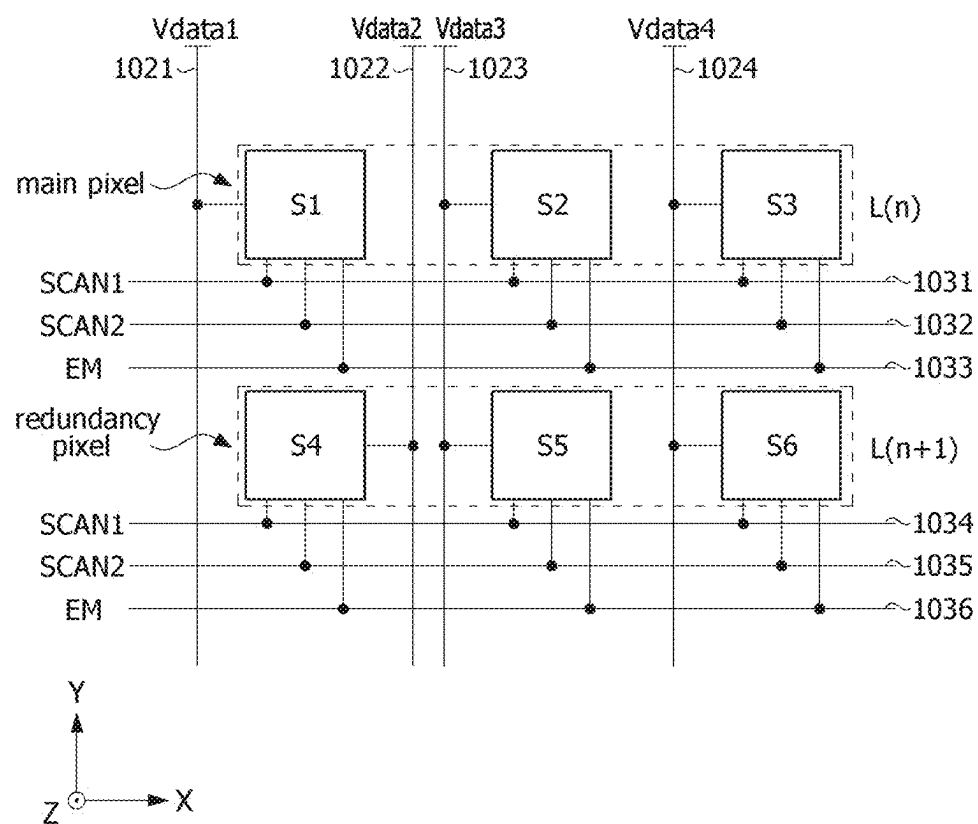 Vdata1 Vdata2 Vdata3 Vdata4
1021 1022 1023 1024
main pixel S1 S2 S3 L(n)
SCAN1 1031
SCAN2 1032
EM 1033
redundancy
pixel S4 S5 S6 L(n+1)
SCAN1 1034
SCAN2 1035
EM 1036
Y
Z X